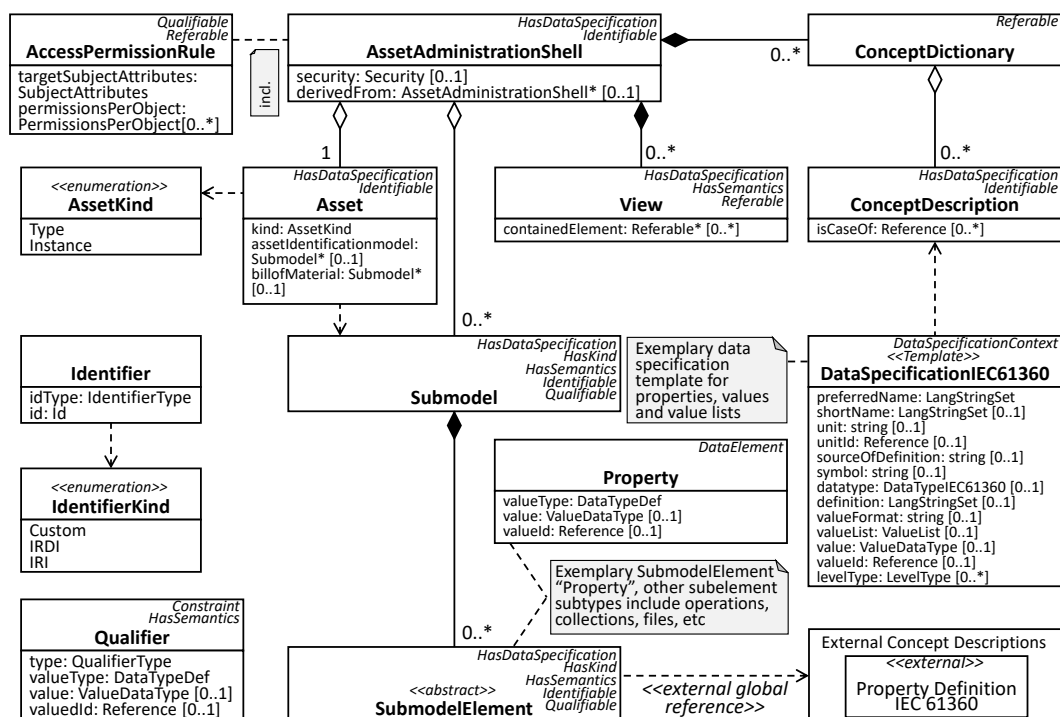 Qualifiable
Referable
AccessPermissionRule
targetSubjectAttributes:
SubjectAttributes
permissionsPerObject:
PermissionsPerObject[0..*]
incl.
HasDataSpecification
Identifiable
AssetAdministrationShell
security: Security [0..1]
derivedFrom: AssetAdministrationShell* [0..1]
0..*
Referable
ConceptDictionary
1
0..*
0..*
<<enumeration>>
AssetKind
Type
Instance
HasDataSpecification
Identifiable
Asset
kind: AssetKind
assetIdentificationmodel:
Submodel* [0..1]
billofMaterial: Submodel*
[0..1]
HasDataSpecification
HasSemantics
Referable
View
containedElement: Referable* [0..*]
HasDataSpecification
Identifiable
ConceptDescription
isCaseOf: Reference [0..*]
0..*
Identifier
idType: IdentifierType
id: Id
HasDataSpecification
HasKind
HasSemantics
Identifiable
Qualifiable
Submodel
Exemplary data
specification
template for
properties, values
and value lists
DataSpecificationContext
<<Template>>
DataSpecificationIEC61360
preferredName: LangStringSet
shortName: LangStringSet [0..1]
unit: string [0..1]
unitId: Reference [0..1]
sourceOfDefinition: string [0..1]
symbol: string [0..1]
datatype: DataTypeIEC61360 [0..1]
definition: LangStringSet [0..1]
valueFormat: string [0..1]
valueList: ValueList [0..1]
value: ValueDataType [0..1]
valueId: Reference [0..1]
levelType: LevelType [0..*]
<<enumeration>>
IdentifierKind
Custom
IRDI
IRI
DataElement
Property
valueType: DataTypeDef
value: ValueDataType [0..1]
valueId: Reference [0..1]
Exemplary SubmodelElement
“Property”, other subelement
subtypes include operations,
collections, files, etc
Constraint
HasSemantics
Qualifier
type: QualifierType
valueType: DataTypeDef
value: ValueDataType [0..1]
valuedId: Reference [0..1]
0..*
HasDataSpecification
HasKind
HasSemantics
Identifiable
Qualifiable
<<abstract>>
SubmodelElement
<<external global
reference>>
External Concept Descriptions
<<external>>
Property Definition
IEC 61360